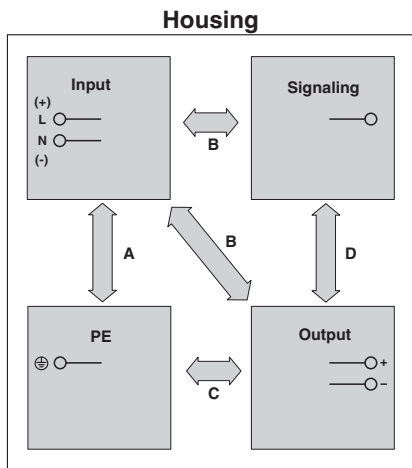 Housing
Input
(+)
L
N
(-)
Signaling
B
A
B
D
PE
C
Output
+
–